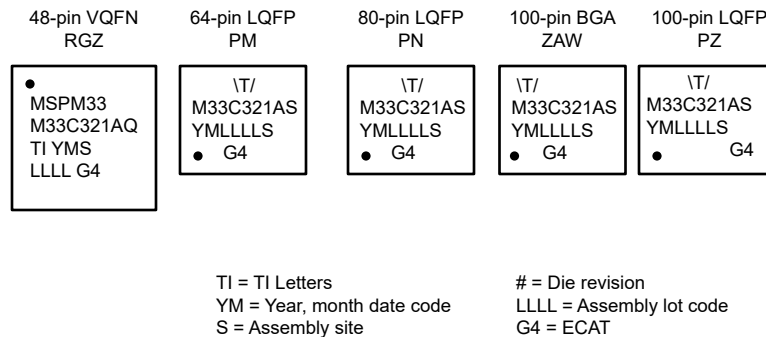 48-pin VQFN
RGZ
64-pin LQFP
PM
80-pin LQFP
PN
100-pin BGA
ZAW
100-pin LQFP
PZ
MSPM33
M33C321AQ
TI YMS
LLLL G4
\T/
M33C321AS
YMLLLLS
G4
\T/
M33C321AS
YMLLLLS
G4
\T/
M33C321AS
YMLLLLS
G4
\T/
M33C321AS
YMLLLLS
G4
TI = TI Letters
YM = Year, month date code
S = Assembly site
# = Die revision
LLLL = Assembly lot code
G4 = ECAT